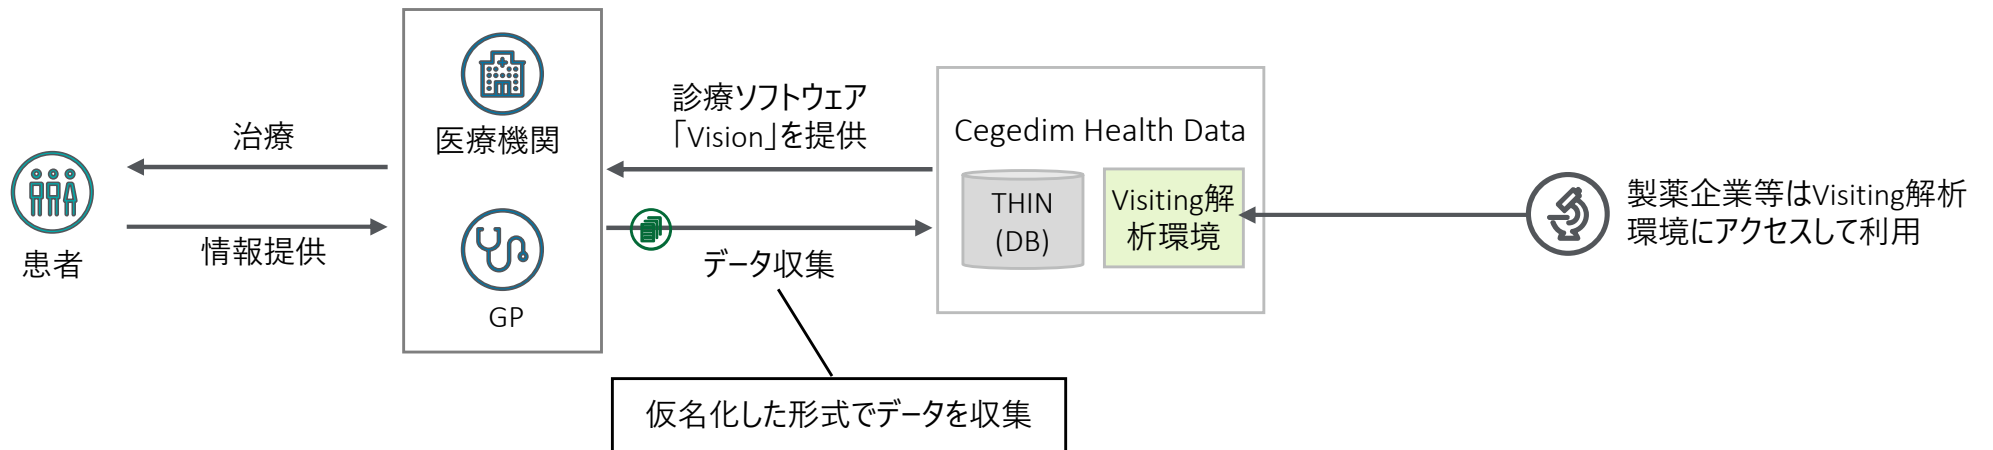 患者
治療
情報提供
医療機関
GP
診療ソフトウェア
「Vision」を提供
データ収集
仮名化した形式でデータを収集
Cegedim Health Data
THIN
(DB)
Visiting解
析環境
製薬企業等はVisiting解析
環境にアクセスして利用